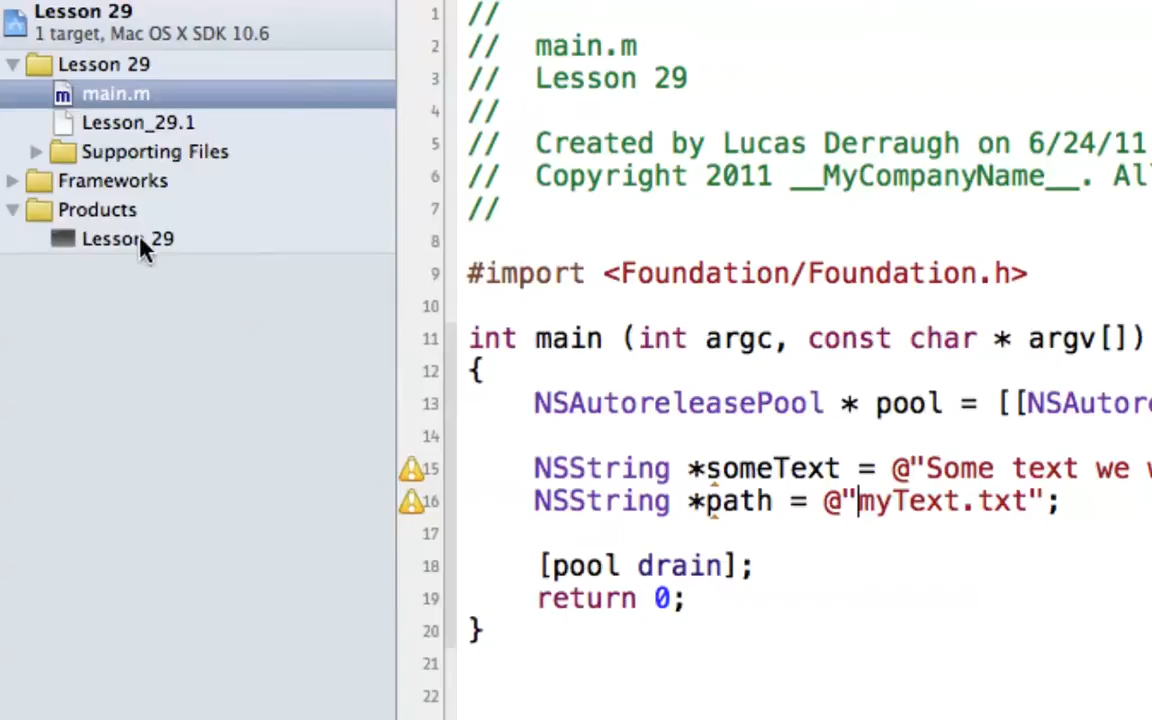 Lesson 29
1 target, Mac OS X SDK 10.6
Lesson 29
main.m
Lesson_29.1
Supporting Files
Frameworks
Products
Lesson 29
1 //
2 // main.m
3 // Lesson 29
4 //
5 // Created by Lucas Derraugh on 6/24/11
6 // Copyright 2011 __MyCompanyName__. Al
7 //
8
9 #import <Foundation/Foundation.h>
10
11 int main (int argc, const char * argv[])
12 {
13 NSAutoreleasePool * pool = [[NSAutor
14
15 NSString *someText = @"Some text we
16 NSString *path = @"myText.txt";
17
18 [pool drain];
19 return 0;
20 }
21
22